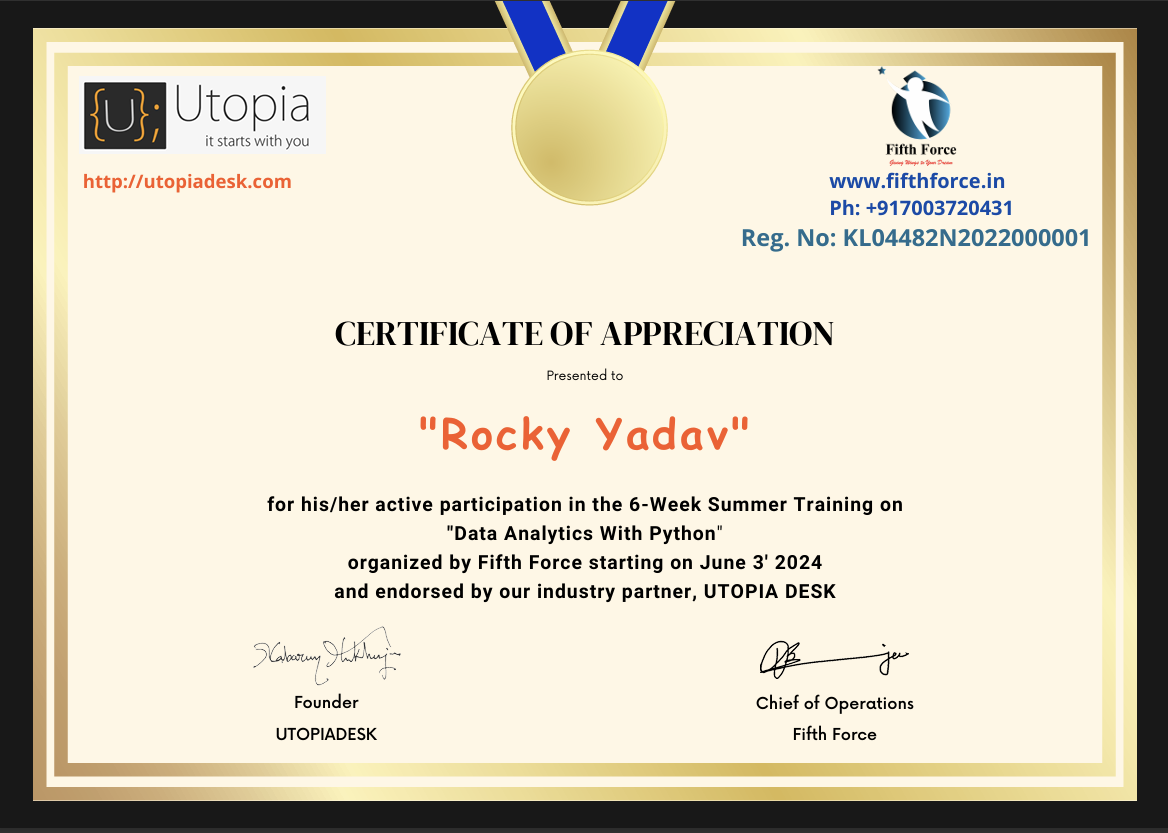 {U};
Utopia
it starts with you
http://utopiadesk.com
Fifth Force
Giving Wings to Your Dream
www.fifthforce.in
Ph: +917003720431
Reg. No: KL04482N2022000001
CERTIFICATE OF APPRECIATION
Presented to
"Rocky Yadav"
for his/her active participation in the 6-Week Summer Training on
"Data Analytics With Python"
organized by Fifth Force starting on June 3' 2024
and endorsed by our industry partner, UTOPIA DESK
Founder
UTOPIADESK
Chief of Operations
Fifth Force